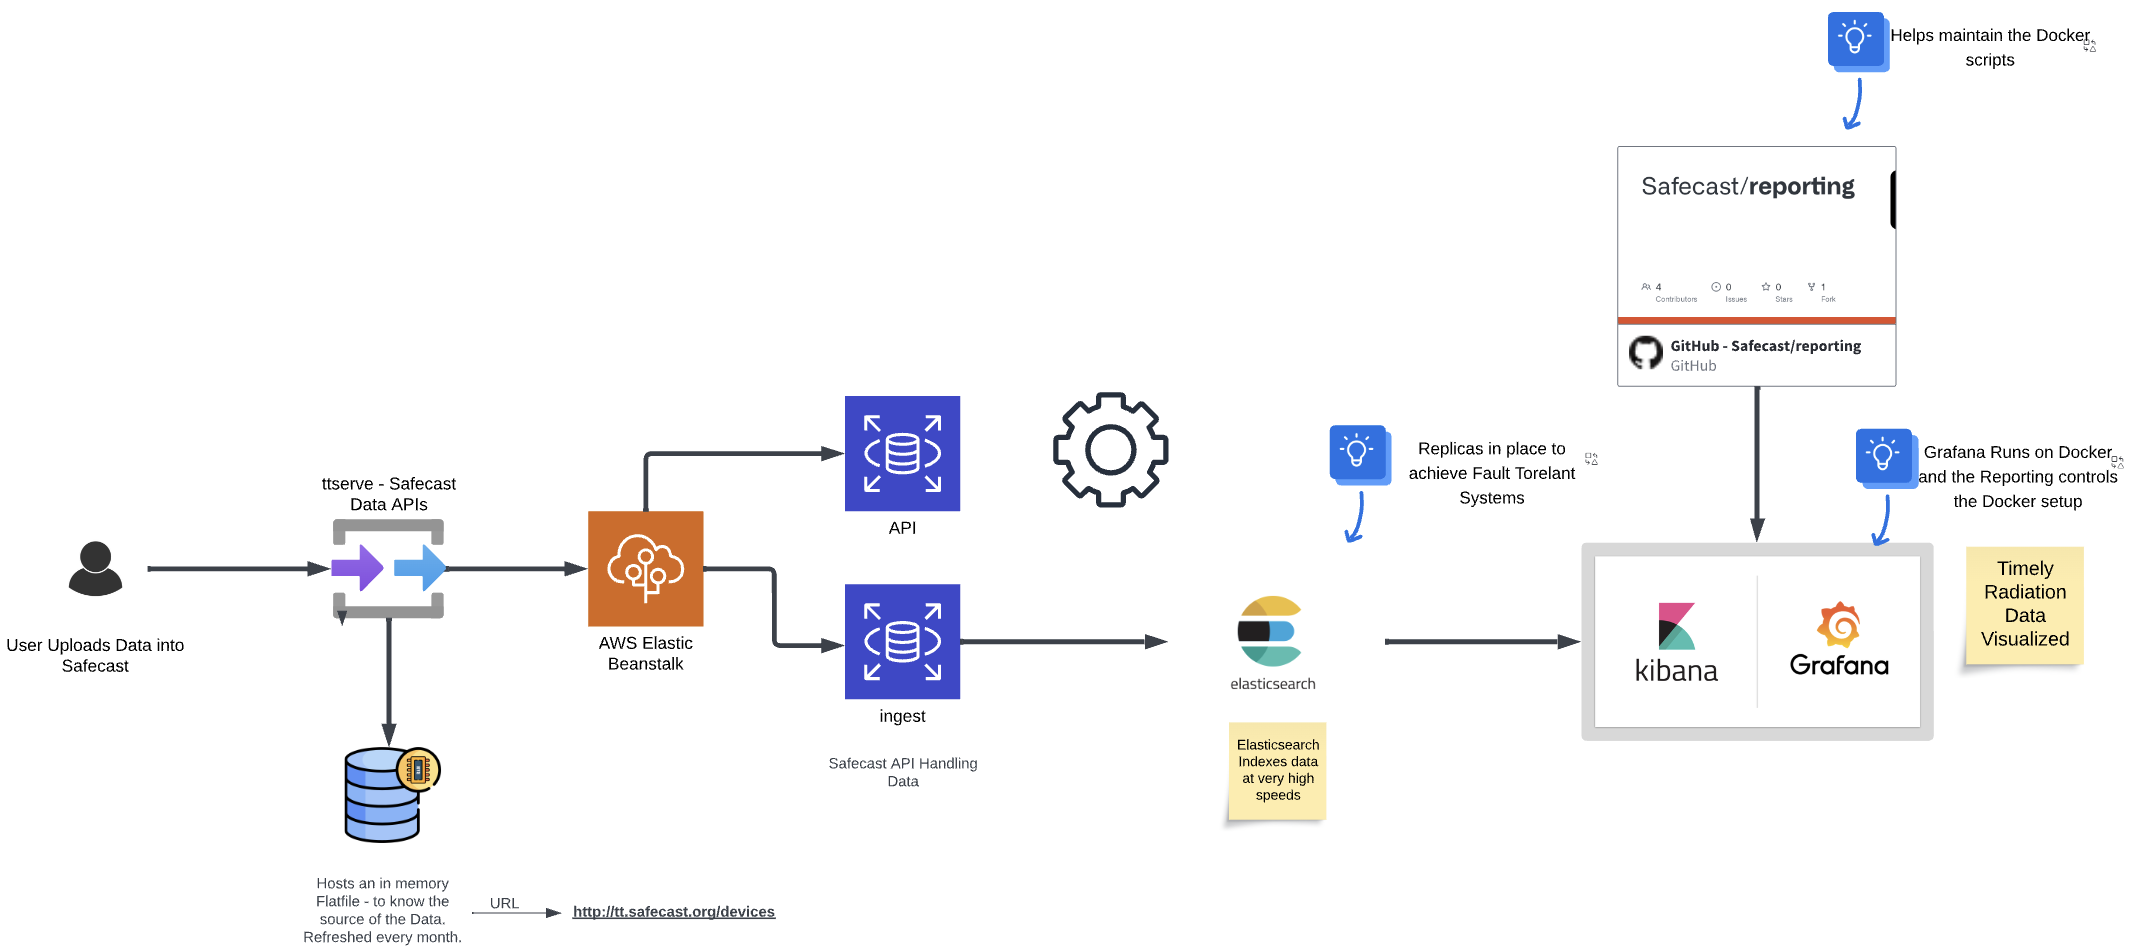 Helps maintain the Docker
scripts
Safecast/reporting
4
Contributors
0
Issues
0
Stars
1
Fork
GitHub - Safecast/reporting
GitHub
Replicas in place to
achieve Fault Torelant
Systems
Grafana Runs on Docker
and the Reporting controls
the Docker setup
ttserve - Safecast
Data APIs
API
User Uploads Data into
Safecast
AWS Elastic
Beanstalk
ingest
Safecast API Handling
Data
elasticsearch
Elasticsearch
Indexes data
at very high
speeds
kibana
Grafana
Timely
Radiation
Data
Visualized
Hosts an in memory
Flatfile - to know the
source of the Data.
Refreshed every month.
URL
http://tt.safecast.org/devices